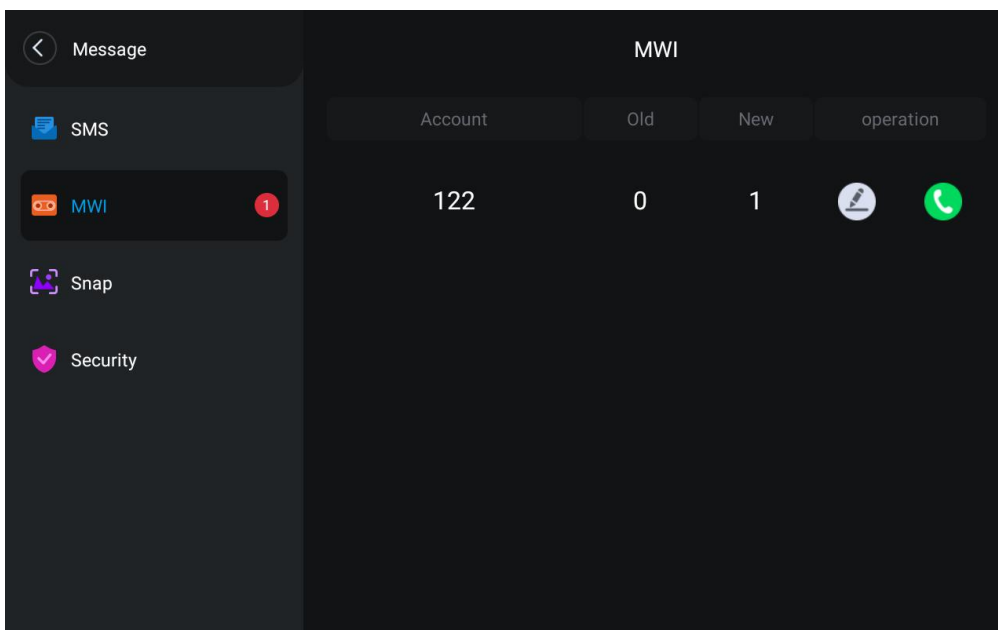 Message
SMS
MWI 1
Snap
Security
MWI
Account Old New operation
122 0 1